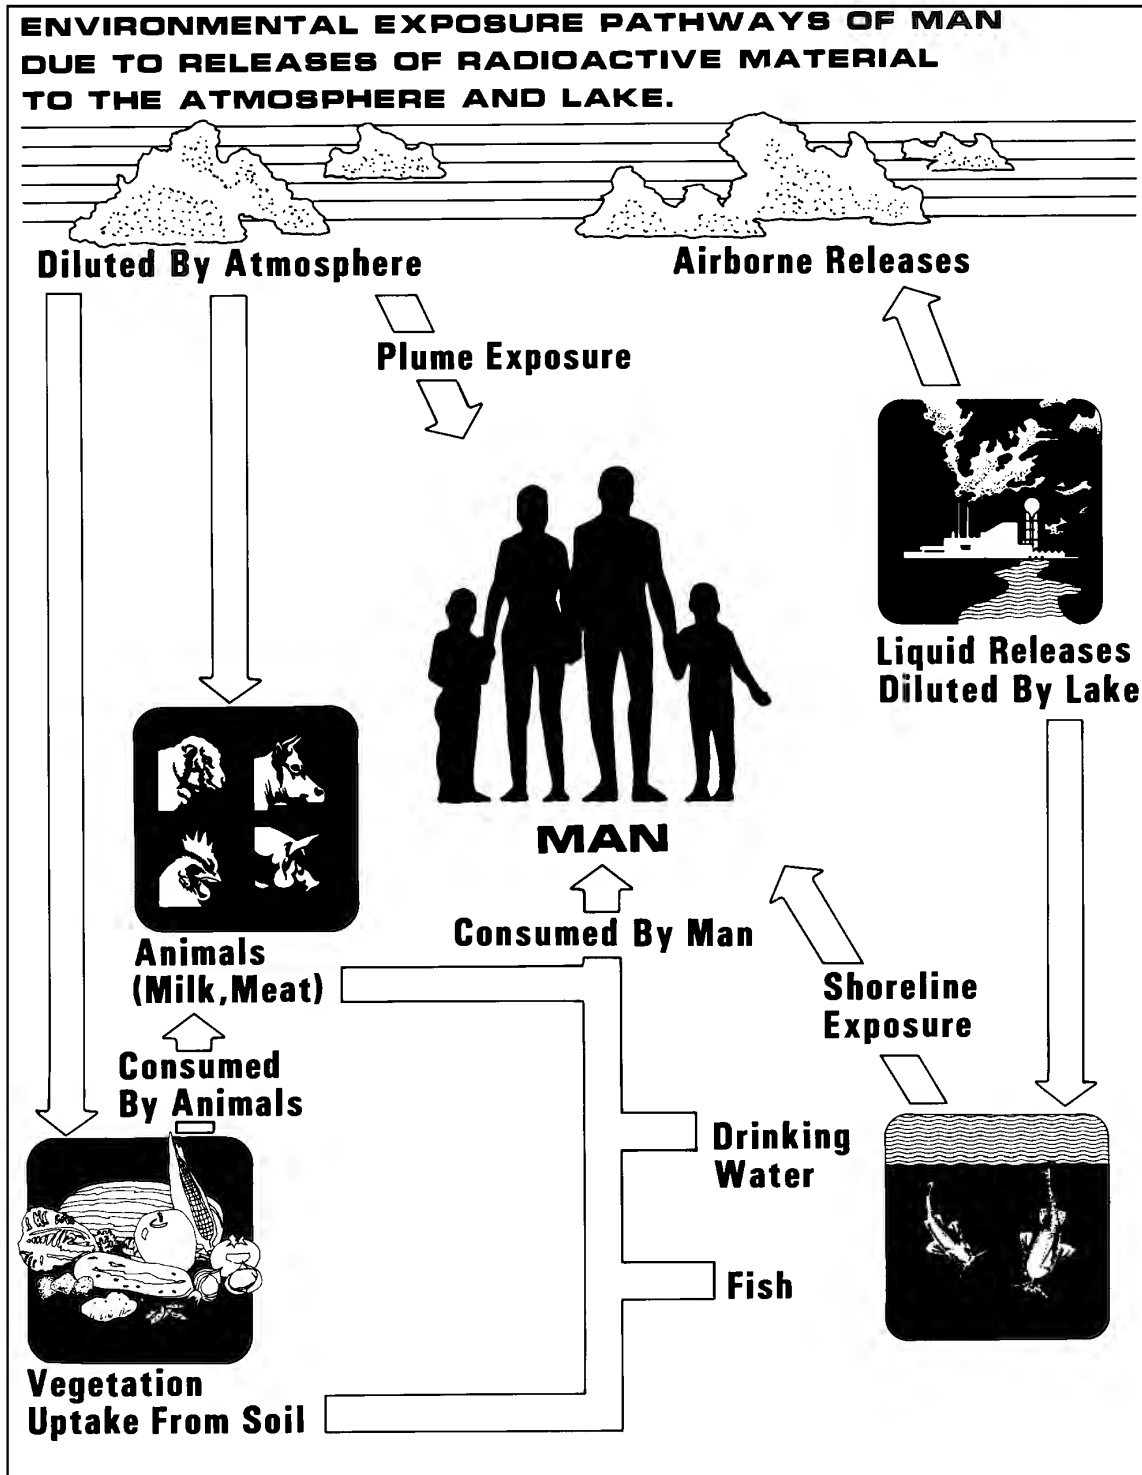 ENVIRONMENTAL EXPOSURE PATHWAYS OF MAN
DUE TO RELEASES OF RADIOACTIVE MATERIAL
TO THE ATMOSPHERE AND LAKE.
Diluted By Atmosphere
Airborne Releases
Plume Exposure
Liquid Releases
Diluted By Lake
MAN
Consumed By Man
Animals
(Milk,Meat)
Shoreline
Exposure
Consumed
By Animals
Drinking
Water
Fish
Vegetation
Uptake From Soil